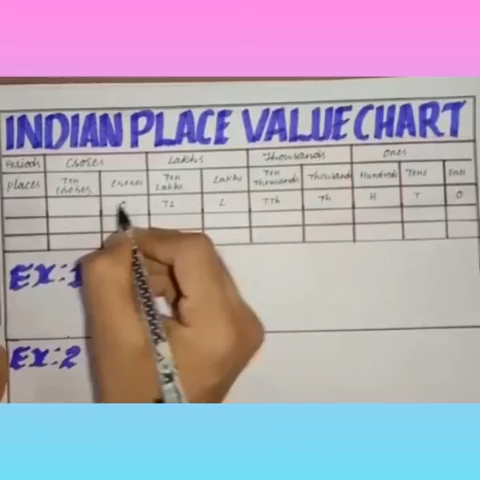 INDIAN PLACE VALUE CHART
Periods Crores Lakhs Thousands Ones
Places Ten Crores Crores Ten Lakhs Lakhs Ten Thousands Thousands Hundreds Tens Ones
C TL L TTh Th H T O
EX:1
EX:2